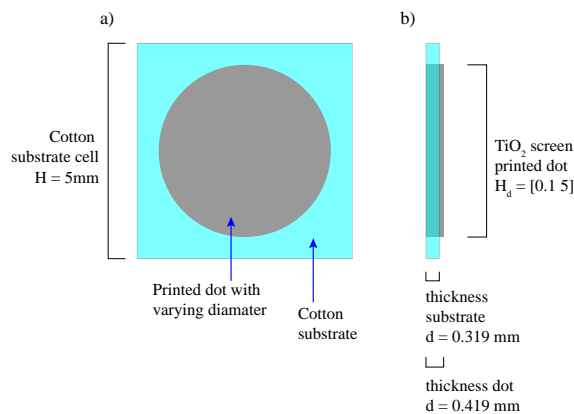 a)
Cotton
substrate cell
H = 5mm
Printed dot with
varying diamater
Cotton
substrate
b)
TiO₂ screen
printed dot
H_d = [0.1 5]
thickness
substrate
d = 0.319 mm
thickness dot
d = 0.419 mm